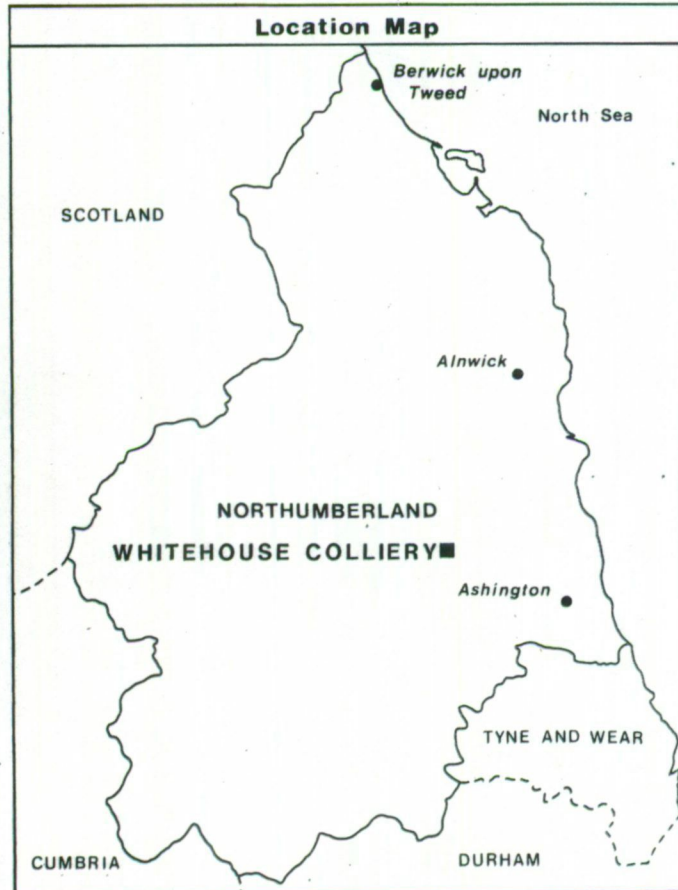 Location Map
Berwick upon
Tweed
North Sea
SCOTLAND
Alnwick
NORTHUMBERLAND
WHITEHOUSE COLLIERY
Ashington
TYNE AND WEAR
CUMBRIA
DURHAM